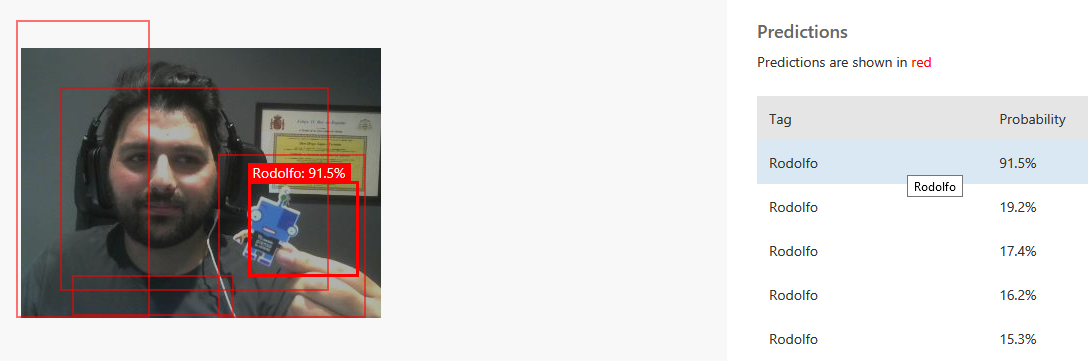 Rodolfo: 91.5%
Predictions
Predictions are shown in red
Tag Probability
Rodolfo 91.5%
Rodolfo
Rodolfo 19.2%
Rodolfo 17.4%
Rodolfo 16.2%
Rodolfo 15.3%